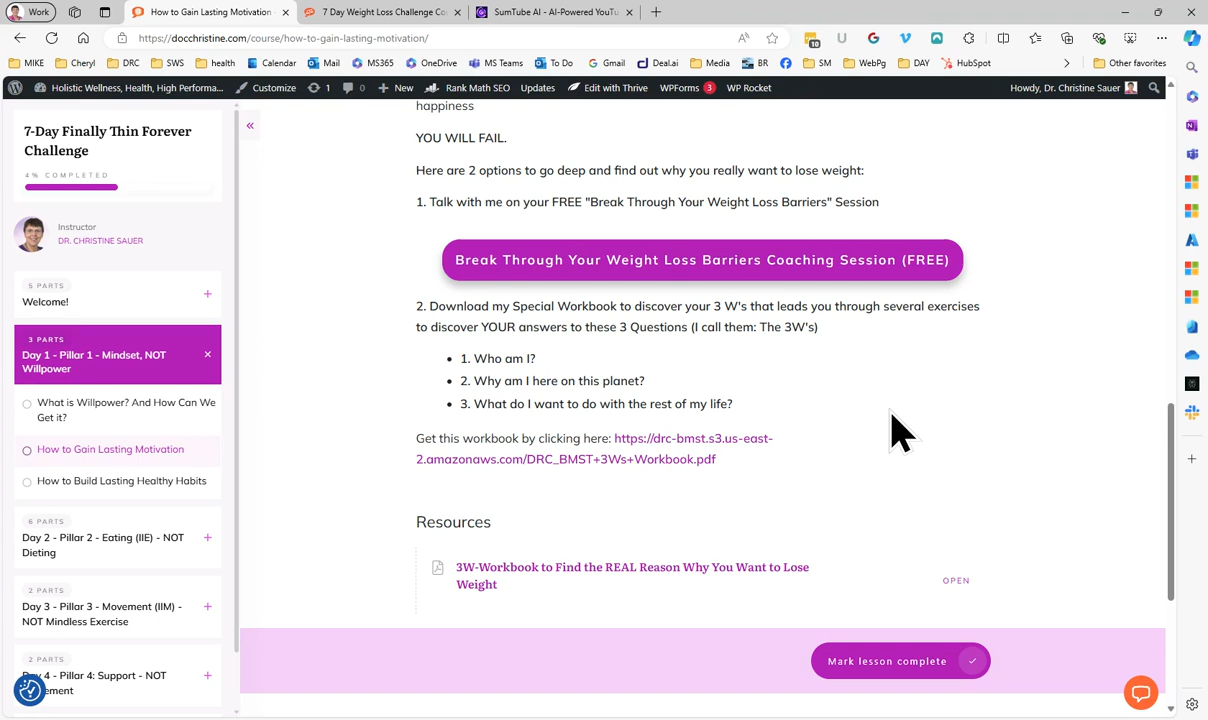 Work
How to Gain Lasting Motivation
7 Day Weight Loss Challenge Co
SumTube AI - AI-Powered YouTu
https://docchristine.com/course/how-to-gain-lasting-motivation/
10
MIKE Cheryl DRC SWS health Calendar Mail MS365 OneDrive MS Teams To Do Gmail Deal.ai Media BR SM WebPg DAY HubSpot Other favorites
Holistic Wellness, Health, High Performa... Customize 1 0 New Rank Math SEO Updates Edit with Thrive WPForms 3 WP Rocket Howdy, Dr. Christine Sauer
7-Day Finally Thin Forever
Challenge
4% COMPLETED
Instructor
DR. CHRISTINE SAUER
5 PARTS
Welcome!
3 PARTS
Day 1 - Pillar 1 - Mindset, NOT
Willpower
What is Willpower? And How Can We
Get it?
How to Gain Lasting Motivation
How to Build Lasting Healthy Habits
6 PARTS
Day 2 - Pillar 2 - Eating (IIE) - NOT
Dieting
2 PARTS
Day 3 - Pillar 3 - Movement (IIM) -
NOT Mindless Exercise
2 PARTS
4 - Pillar 4: Support - NOT
ement
happiness
YOU WILL FAIL.
Here are 2 options to go deep and find out why you really want to lose weight:
1. Talk with me on your FREE "Break Through Your Weight Loss Barriers" Session
Break Through Your Weight Loss Barriers Coaching Session (FREE)
2. Download my Special Workbook to discover your 3 W's that leads you through several exercises
to discover YOUR answers to these 3 Questions (I call them: The 3W's)
• 1. Who am I?
• 2. Why am I here on this planet?
• 3. What do I want to do with the rest of my life?
Get this workbook by clicking here: https://drc-bmst.s3.us-east-
2.amazonaws.com/DRC_BMST+3Ws+Workbook.pdf
Resources
3W-Workbook to Find the REAL Reason Why You Want to Lose
Weight
OPEN
Mark lesson complete